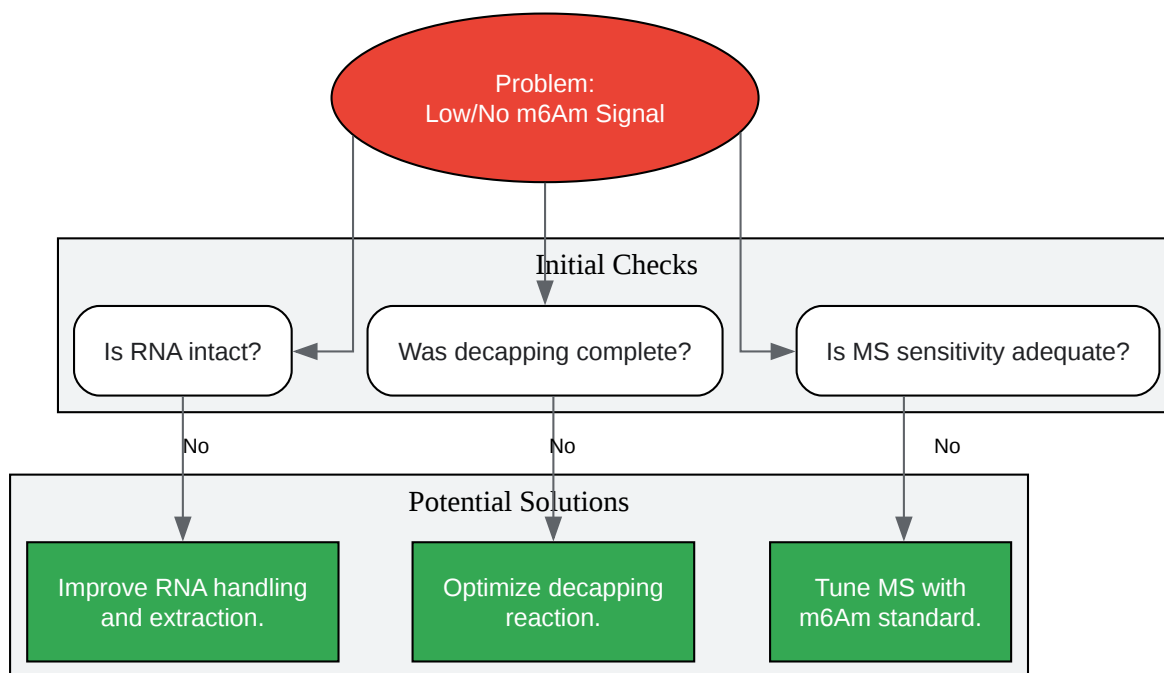 Problem:
Low/No m6Am Signal
Initial Checks
Is RNA intact?
Was decapping complete?
Is MS sensitivity adequate?
No
No
No
Potential Solutions
Improve RNA handling
and extraction.
Optimize decapping
reaction.
Tune MS with
m6Am standard.